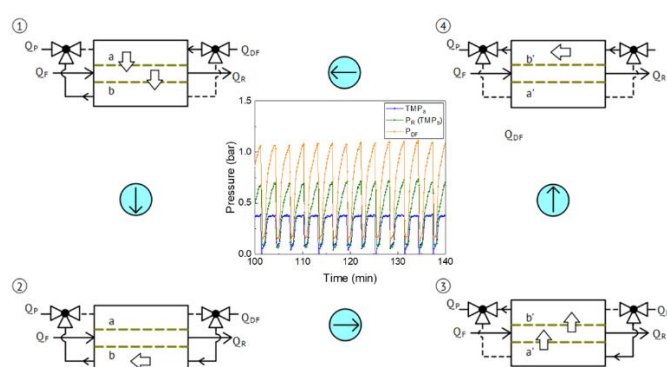 ①
④
Q_P
Q_DF
Q_F
Q_R
a
b
Q_P
Q_DF
Q_F
Q_R
b'
a'
Q_DF
1.5
1.0
0.5
0.0
Pressure (bar)
TMP_a
P_R (TMP_b)
P_DF
100 110 120 130 140
Time (min)
②
③
Q_P
Q_DF
Q_F
Q_R
a
b
Q_P
Q_F
Q_R
b'
a'